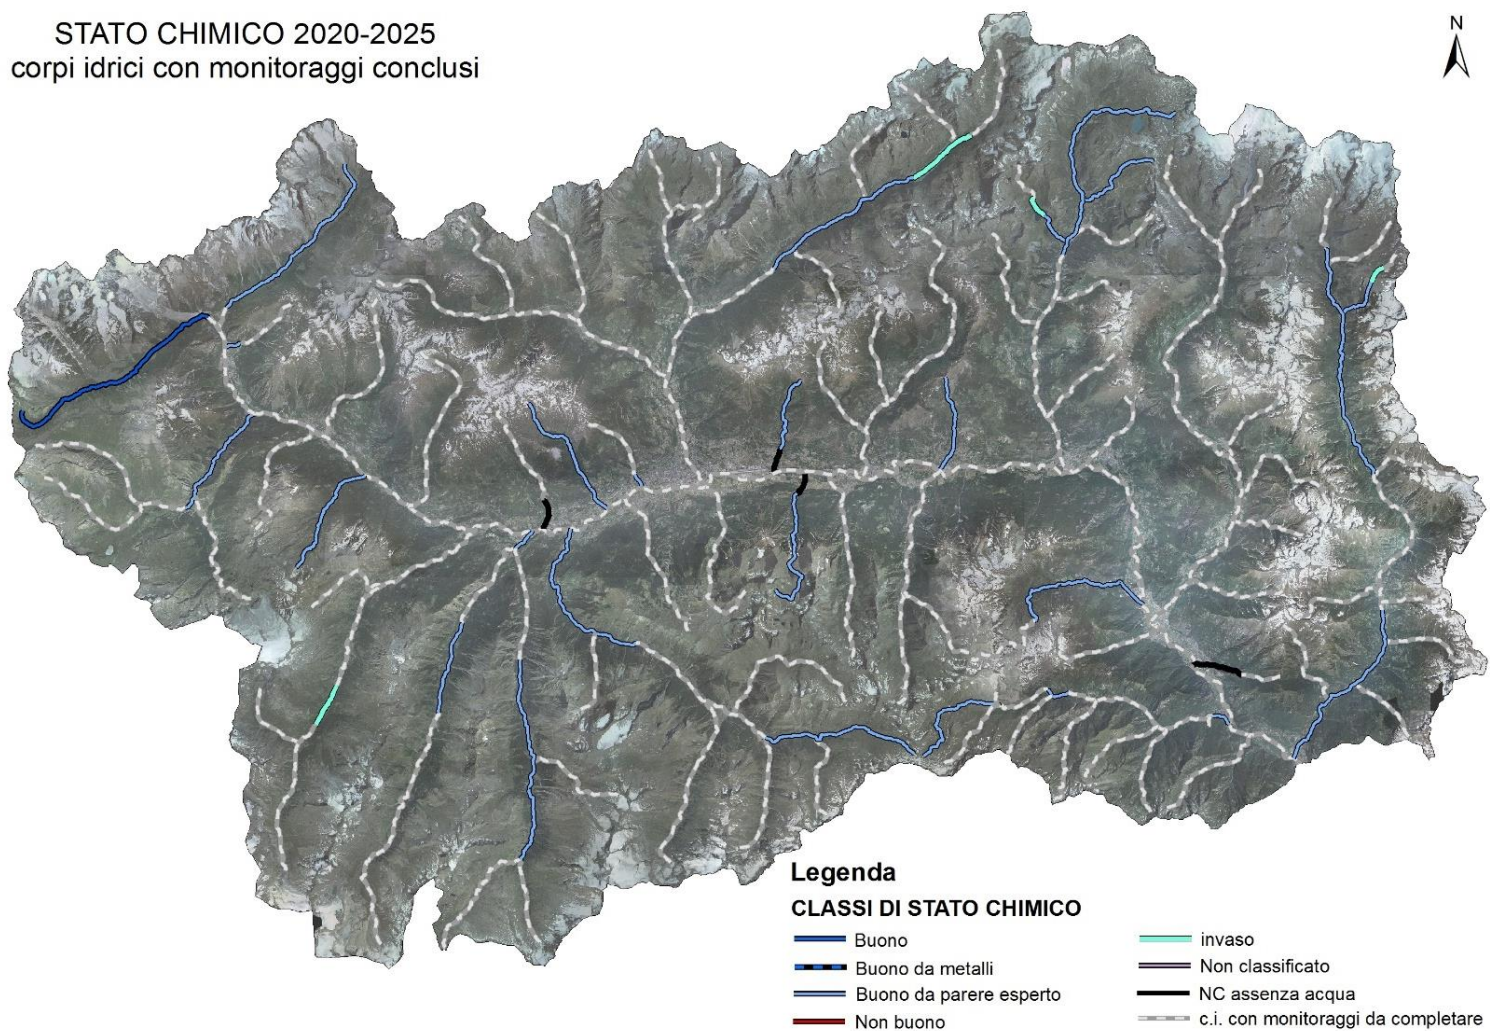 STATO CHIMICO 2020-2025
corpi idrici con monitoraggi conclusi
N
Legenda
CLASSI DI STATO CHIMICO
Buono
Buono da metalli
Buono da parere esperto
Non buono
invaso
Non classificato
NC assenza acqua
c.i. con monitoraggi da completare